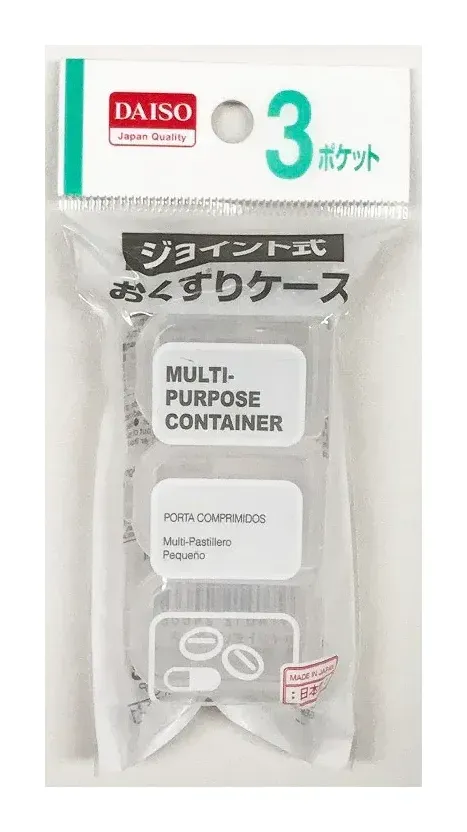 DAISO
Japan Quality
3ポケット
ジョイント式
おくすりケース
MULTI-
PURPOSE
CONTAINER
PORTA COMPRIMIDOS
Multi-Pastillero
Pequeño
MADE IN JAPAN
:日本